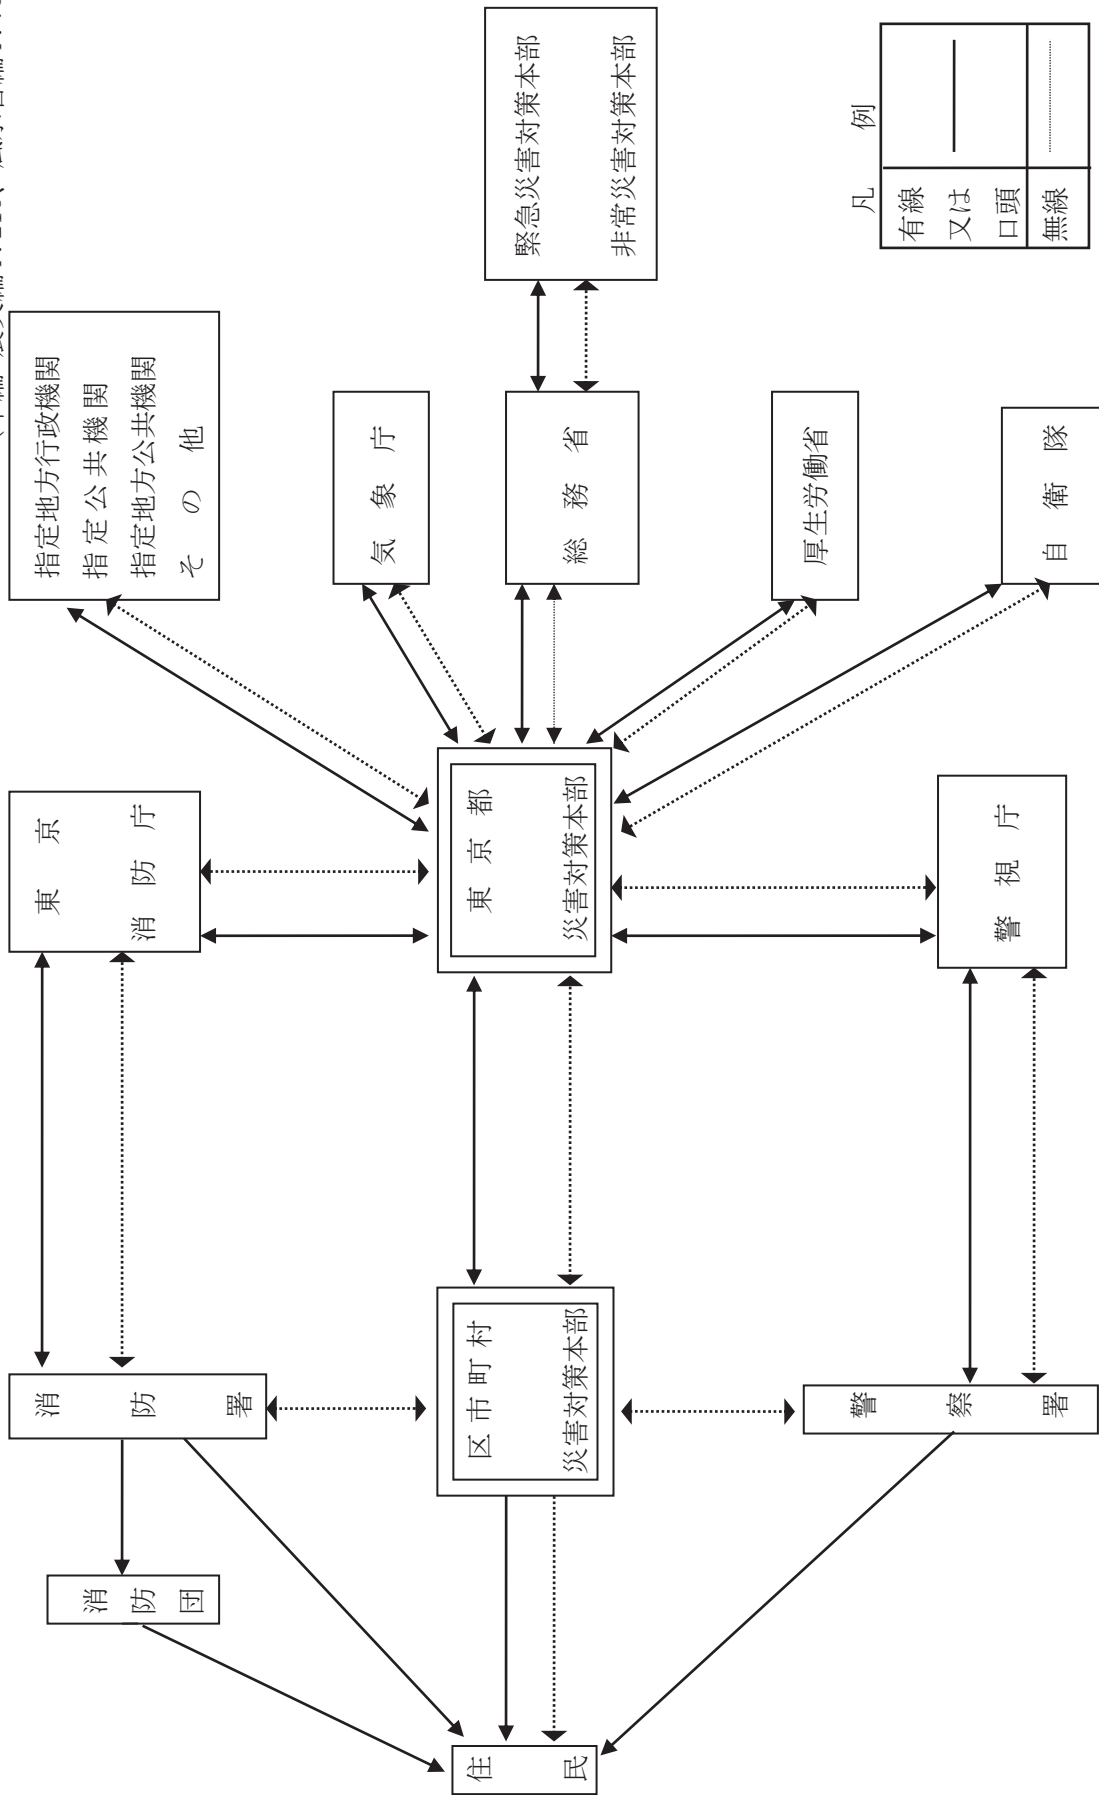 緊急災害対策本部
非常災害対策本部
凡例
有線
又は
口頭
無線
指定地方行政機関
指定公共機関
指定地方公共機関
その他
気象庁
総務省
厚生労働省
自衛隊
東京
消防庁
東京都
災害対策本部
警視庁
消防署
区市町村
災害対策本部
警察署
消防団
住民